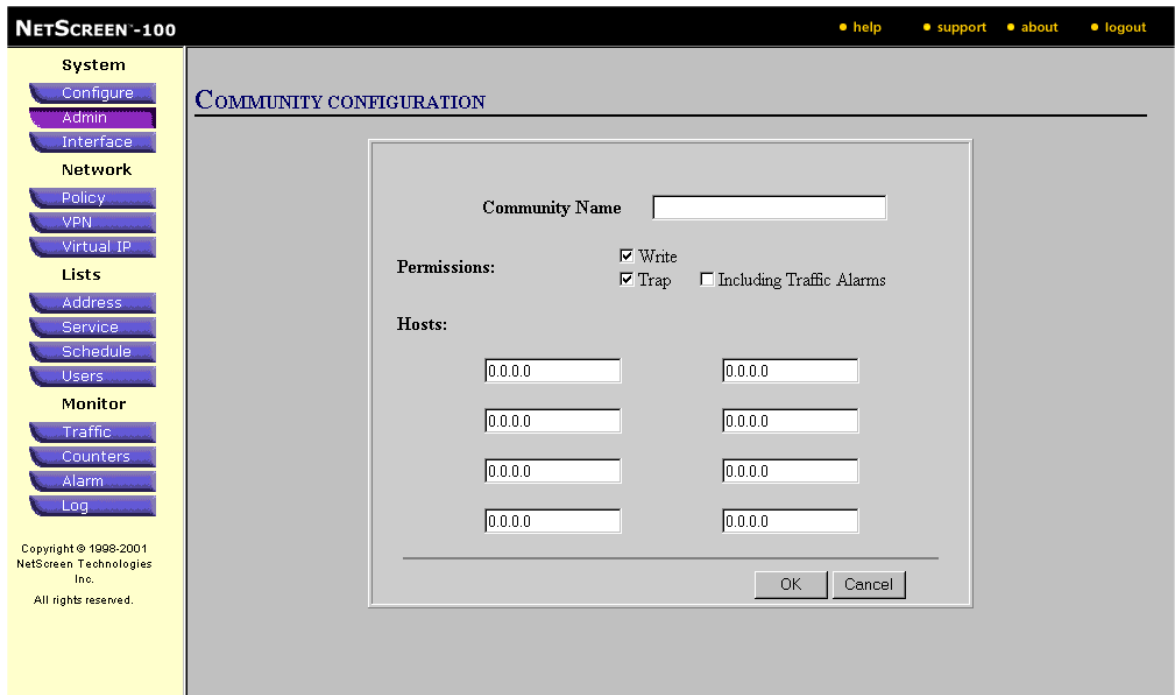 NETSCREEN™-100
help
support
about
logout
System
Configure
Admin
Interface
Network
Policy
VPN
Virtual IP
Lists
Address
Service
Schedule
Users
Monitor
Traffic
Counters
Alarm
Log
Copyright © 1998-2001
NetScreen Technologies
Inc.
All rights reserved.
COMMUNITY CONFIGURATION
Community Name
Permissions:
Write
Trap Including Traffic Alarms
Hosts:
0.0.0.0 0.0.0.0
0.0.0.0 0.0.0.0
0.0.0.0 0.0.0.0
0.0.0.0 0.0.0.0
OK Cancel